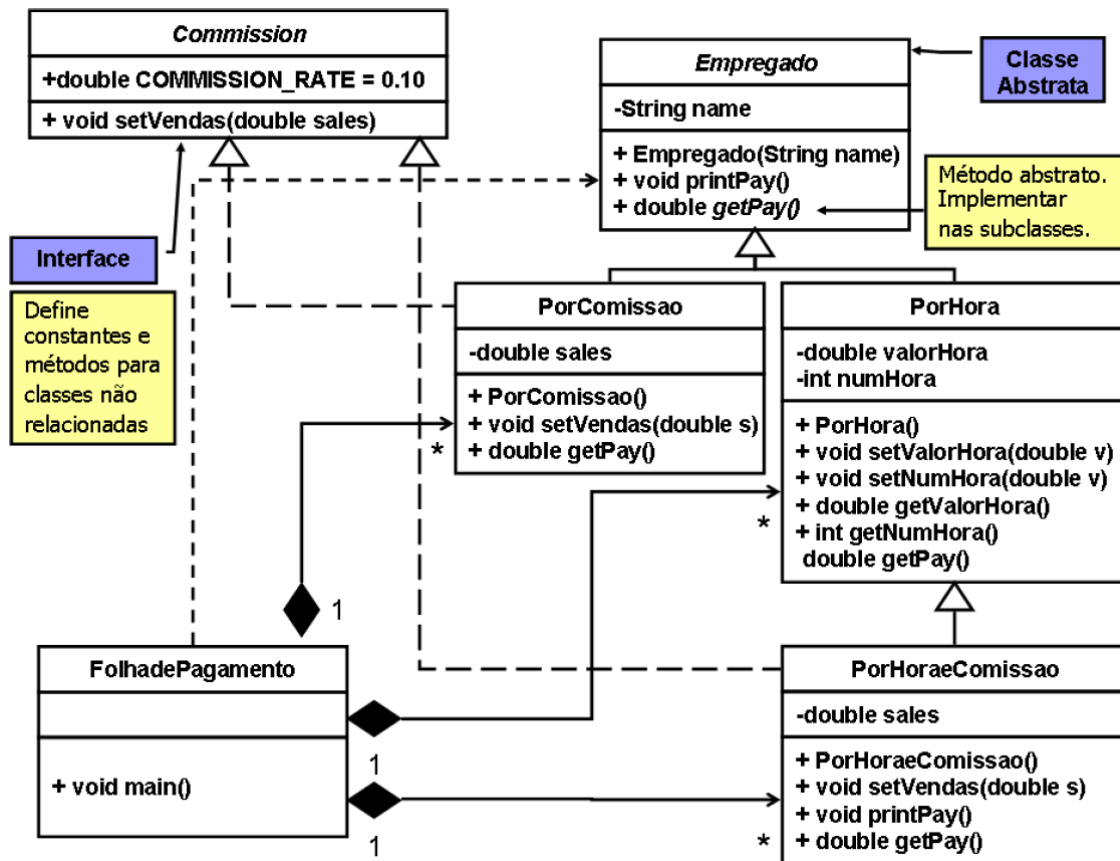 Commission
+double COMMISSION_RATE = 0.10
+ void setVendas(double sales)
Empregado
-String name
+ Empregado(String name)
+ void printPay()
+ double getPay()
Classe
Abstrata
Método abstrato.
Implementar
nas subclasses.
Interface
Define
constantes e
métodos para
classes não
relacionadas
PorComissao
-double sales
+ PorComissao()
+ void setVendas(double s)
+ double getPay()
*
PorHora
-double valorHora
-int numHora
+ PorHora()
+ void setValorHora(double v)
+ void setNumHora(double v)
+ double getValorHora()
+ int getNumHora()
double getPay()
*
1
FolhadePagamento
+ void main()
1
1
PorHoraeComissao
-double sales
+ PorHoraeComissao()
+ void setVendas(double s)
+ void printPay()
+ double getPay()
*